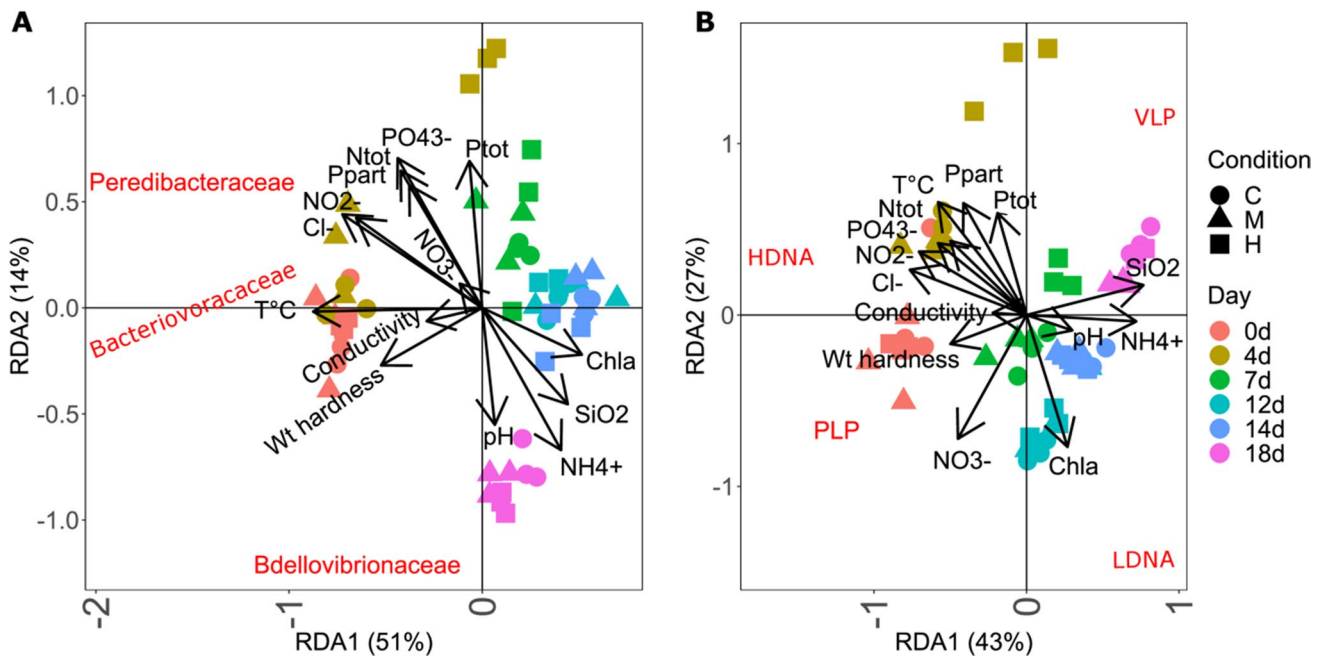 A
RDA2 (14%)
1.0
0.5
0.0
-0.5
-1.0
PO43-
Ntot
Ptot
Ppart
Peredibacteraceae
NO2-
Cl-
NO3-
Bacteriovoracaceae
T°C
Conductivity
Wt hardness
Chla
SiO2
pH
NH4+
Bdellovibrionaceae
-2
-1
0
RDA1 (51%)
B
RDA2 (27%)
1
0
-1
VLP
Ppart
T°C
Ptot
Ntot
PO43-
HDNA
NO2-
SiO2
Cl-
Conductivity
pH
NH4+
Wt hardness
PLP
NO3-
Chla
LDNA
-1
0
1
RDA1 (43%)
Condition
C
M
H
Day
0d
4d
7d
12d
14d
18d